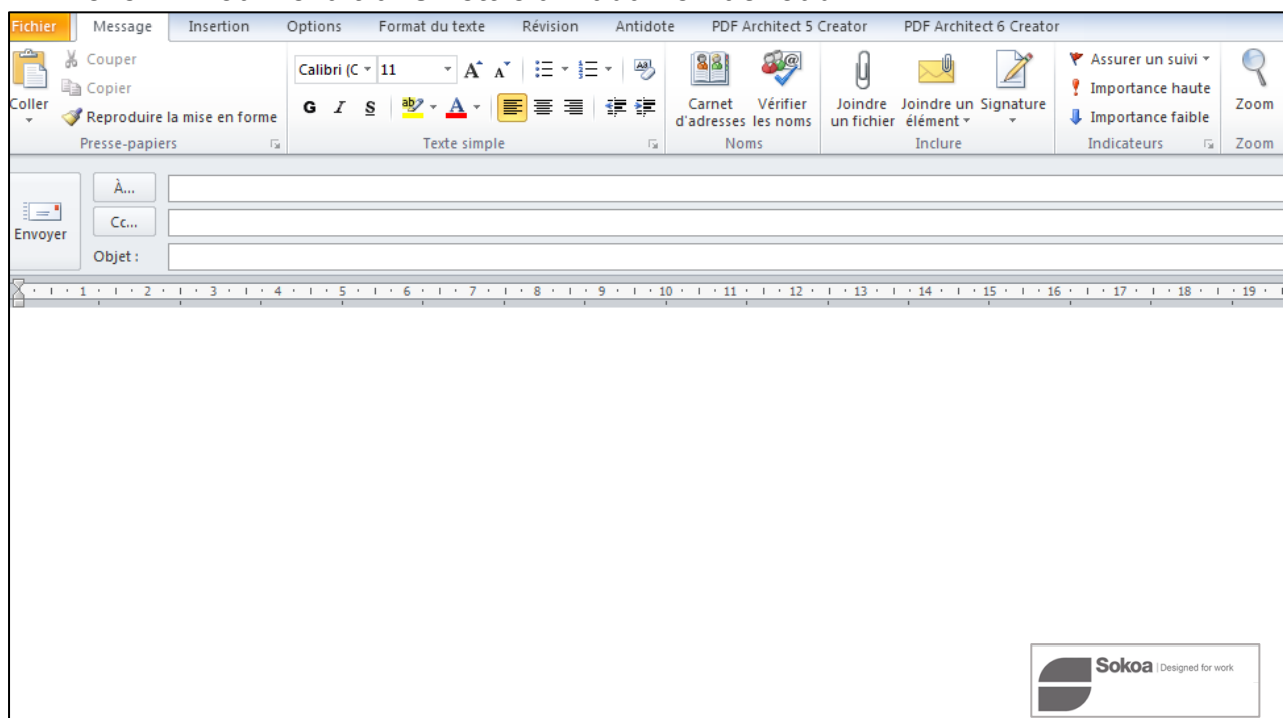 Fichier Message Insertion Options Format du texte Révision Antidote PDF Architect 5 Creator PDF Architect 6 Creator
Coller
Couper
Copier
Reproduire la mise en forme
Presse-papiers
Calibri (C 11 A A
G I S ab A
Texte simple
Carnet d'adresses
Vérifier les noms
Noms
Joindre un fichier
Joindre un élément
Signature
Inclure
Assurer un suivi
Importance haute
Importance faible
Indicateurs
Zoom
Zoom
Envoyer
À...
Cc...
Objet :
1 2 3 4 5 6 7 8 9 10 11 12 13 14 15 16 17 18 19
Sokoa | Designed for work